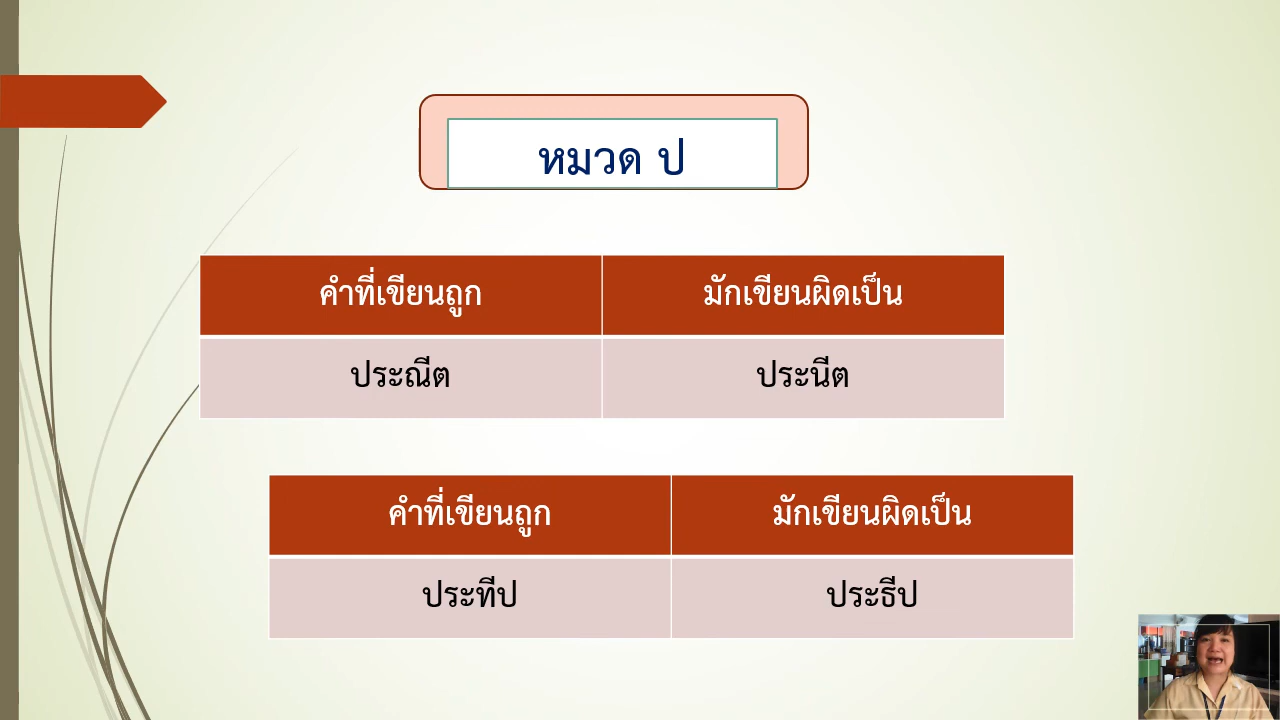 หมวด ป
คำที่เขียนถูก มักเขียนผิดเป็น
ประณีต ประนีต
คำที่เขียนถูก มักเขียนผิดเป็น
ประทีป ประธีป